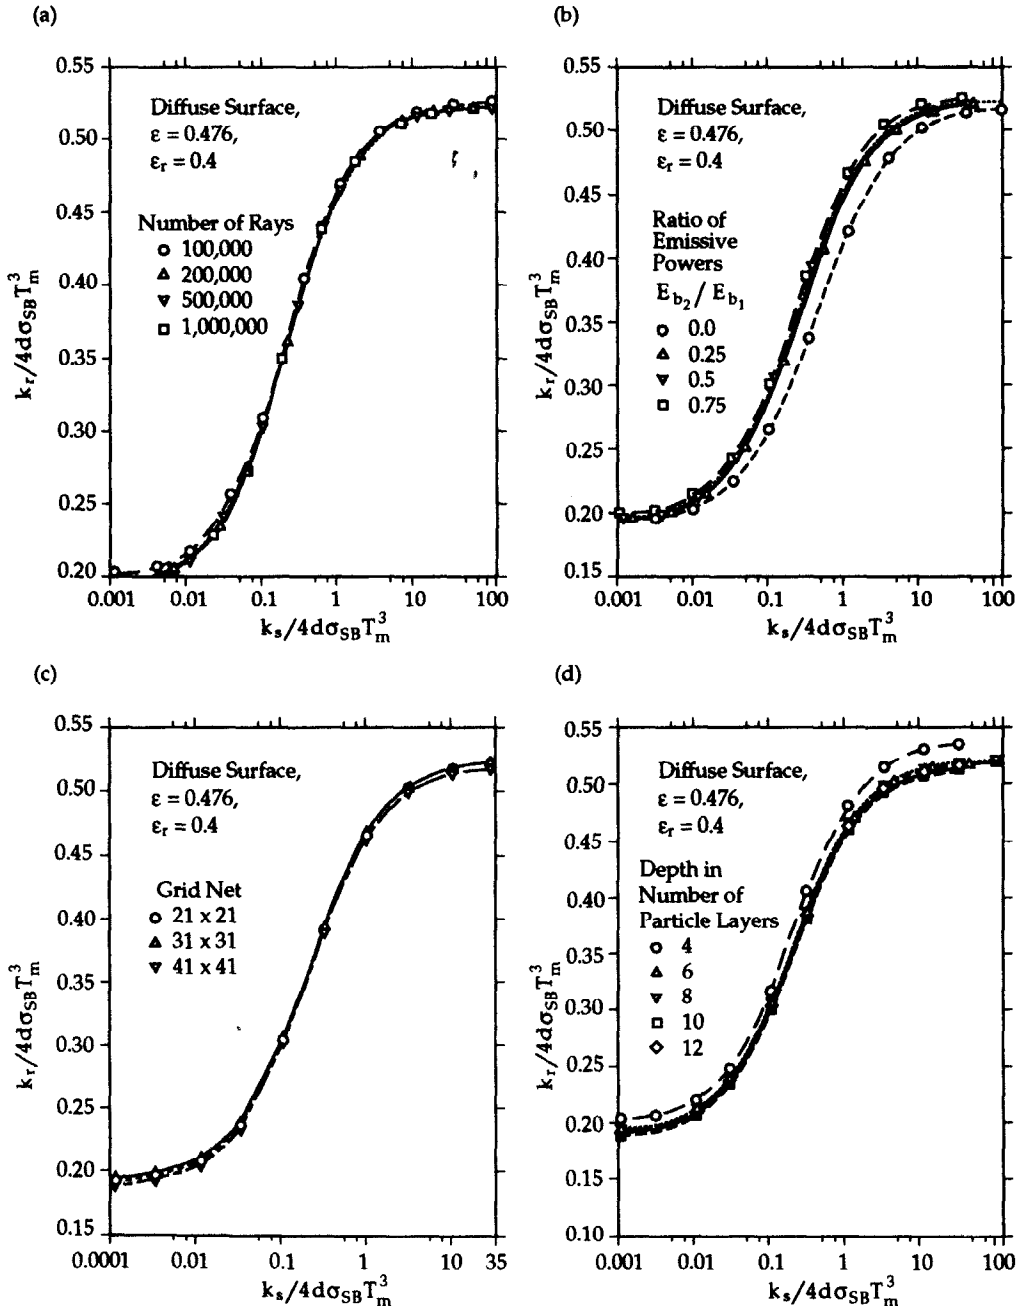 (a)
Diffuse Surface,
ε = 0.476,
εr = 0.4
Number of Rays
100,000
200,000
500,000
1,000,000
0.55
0.50
0.45
0.40
0.35
0.30
0.25
0.20
kr/4dσSBTm³
0.001 0.01 0.1 1 10 100
ks/4dσSBTm³
(b)
Diffuse Surface,
ε = 0.476,
εr = 0.4
Ratio of
Emissive
Powers
Eb2/Eb1
0.0
0.25
0.5
0.75
0.55
0.50
0.45
0.40
0.35
0.30
0.25
0.20
0.15
kr/4dσSBTm³
0.001 0.01 0.1 1 10 100
ks/4dσSBTm³
(c)
Diffuse Surface,
ε = 0.476,
εr = 0.4
Grid Net
21 x 21
31 x 31
41 x 41
0.55
0.50
0.45
0.40
0.35
0.30
0.25
0.20
0.15
kr/4dσSBTm³
0.0001 0.01 0.1 1 10 35
ks/4dσSBTm³
(d)
Diffuse Surface,
ε = 0.476,
εr = 0.4
Depth in
Number of
Particle Layers
4
6
8
10
12
0.55
0.50
0.45
0.40
0.35
0.30
0.25
0.20
0.15
0.10
kr/4dσSBTm³
0.001 0.01 0.1 1 10 100
ks/4dσSBTm³